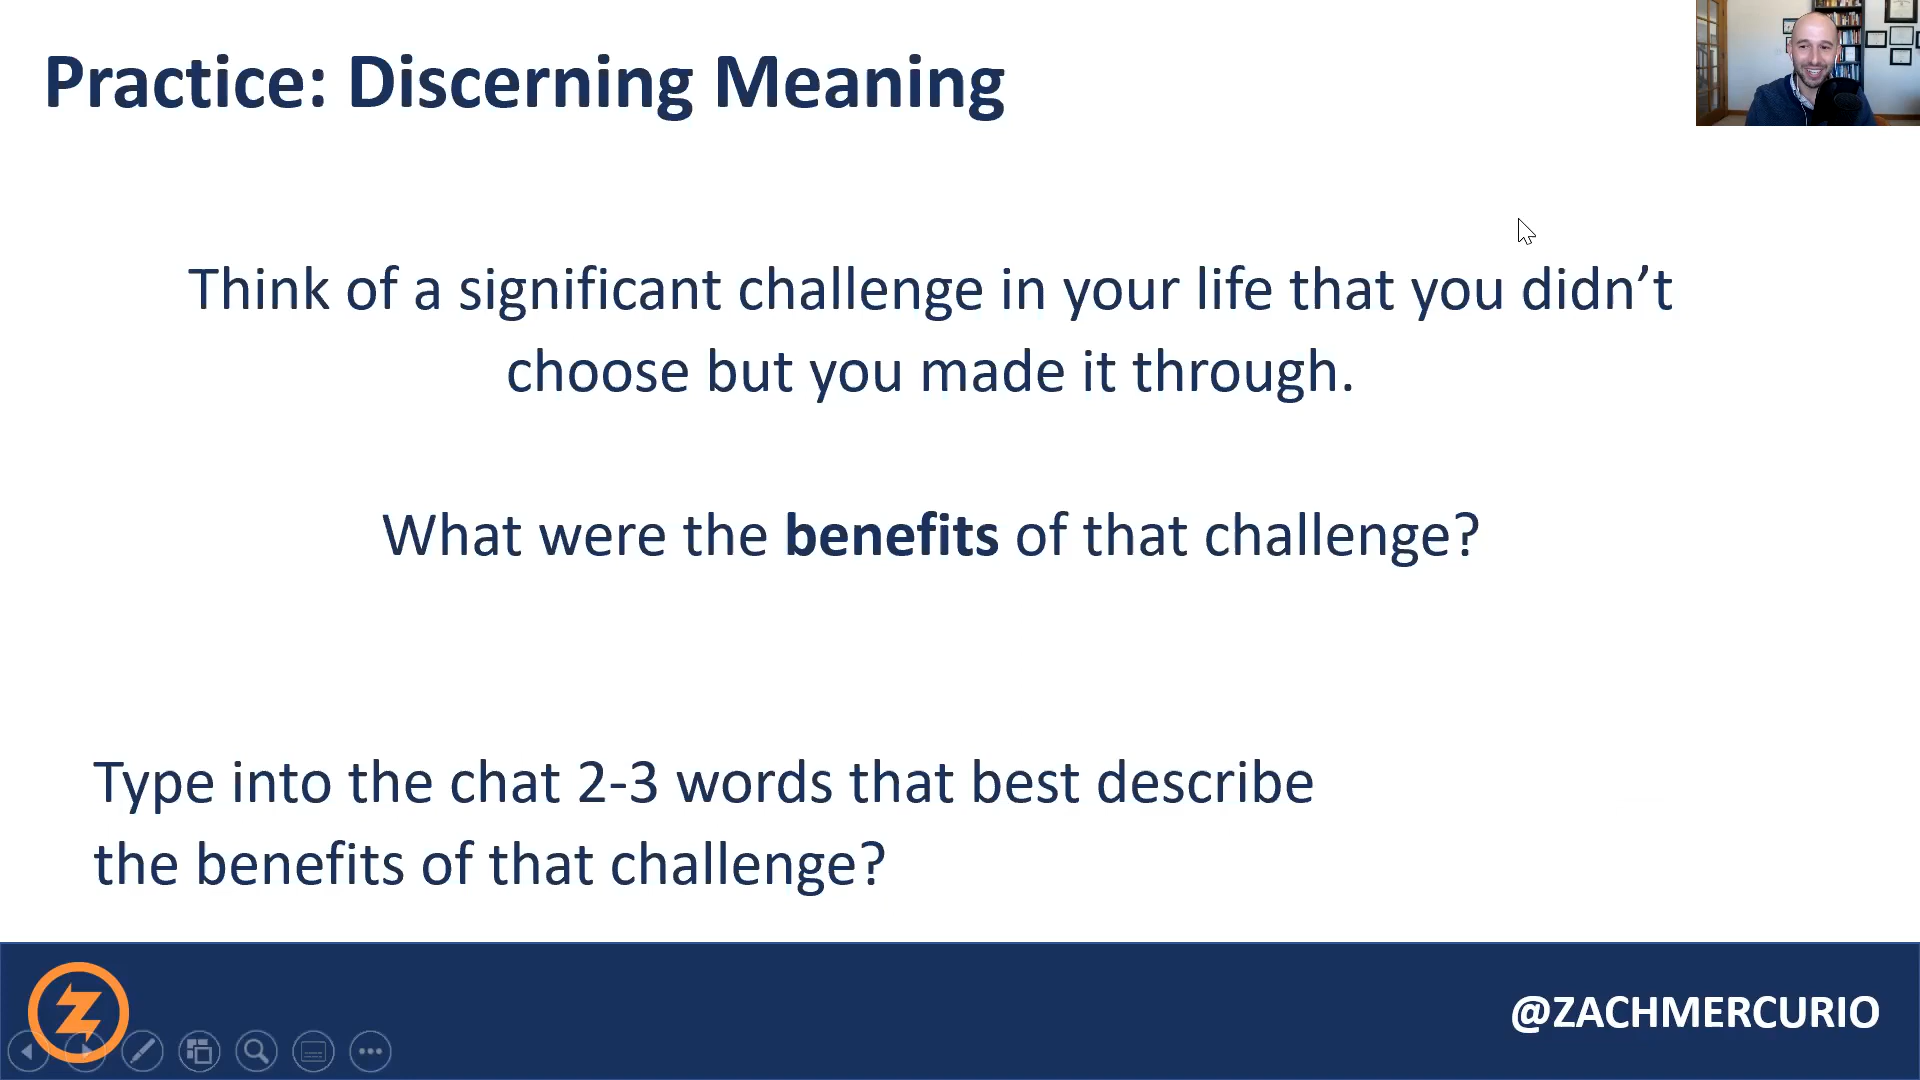 Practice: Discerning Meaning
Think of a significant challenge in your life that you didn’t
choose but you made it through.
What were the benefits of that challenge?
Type into the chat 2-3 words that best describe
the benefits of that challenge?
Z
@ZACHMERCURIO